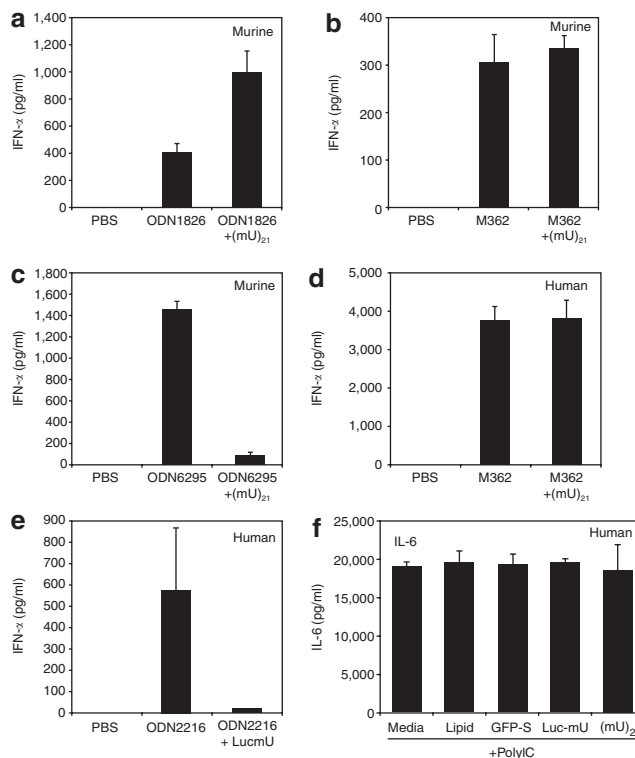 a
Murine
IFN-α (pg/ml)
1,400
1,200
1,000
800
600
400
200
0
PBS
ODN1826
ODN1826
+(mU)21
b
Murine
IFN-α (pg/ml)
400
300
360
200
100
0
PBS
M362
M362
+(mU)21
c
Murine
IFN-α (pg/ml)
1,800
1,600
1,400
1,200
1,000
800
600
400
200
0
PBS
ODN6295
ODN6295
+(mU)21
d
Human
IFN-α (pg/ml)
5,000
4,000
3,000
2,000
1,000
0
PBS
M362
M362
+(mU)21
e
Human
IFN-α (pg/ml)
900
800
700
600
500
400
300
200
100
0
PBS
ODN2216
ODN2216
+ LucmU
f
IL-6
Human
IL-6 (pg/ml)
25,000
20,000
15,000
10,000
5,000
0
Media
Lipid
GFP-S
Luc-mU
(mU)2
+PolyIC